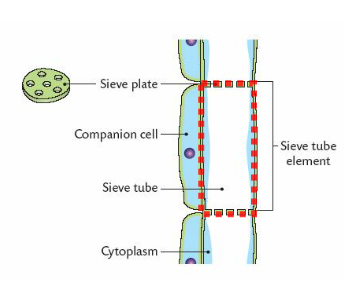 Sieve plate
Companion cell
Sieve tube
element
Sieve tube
Cytoplasm